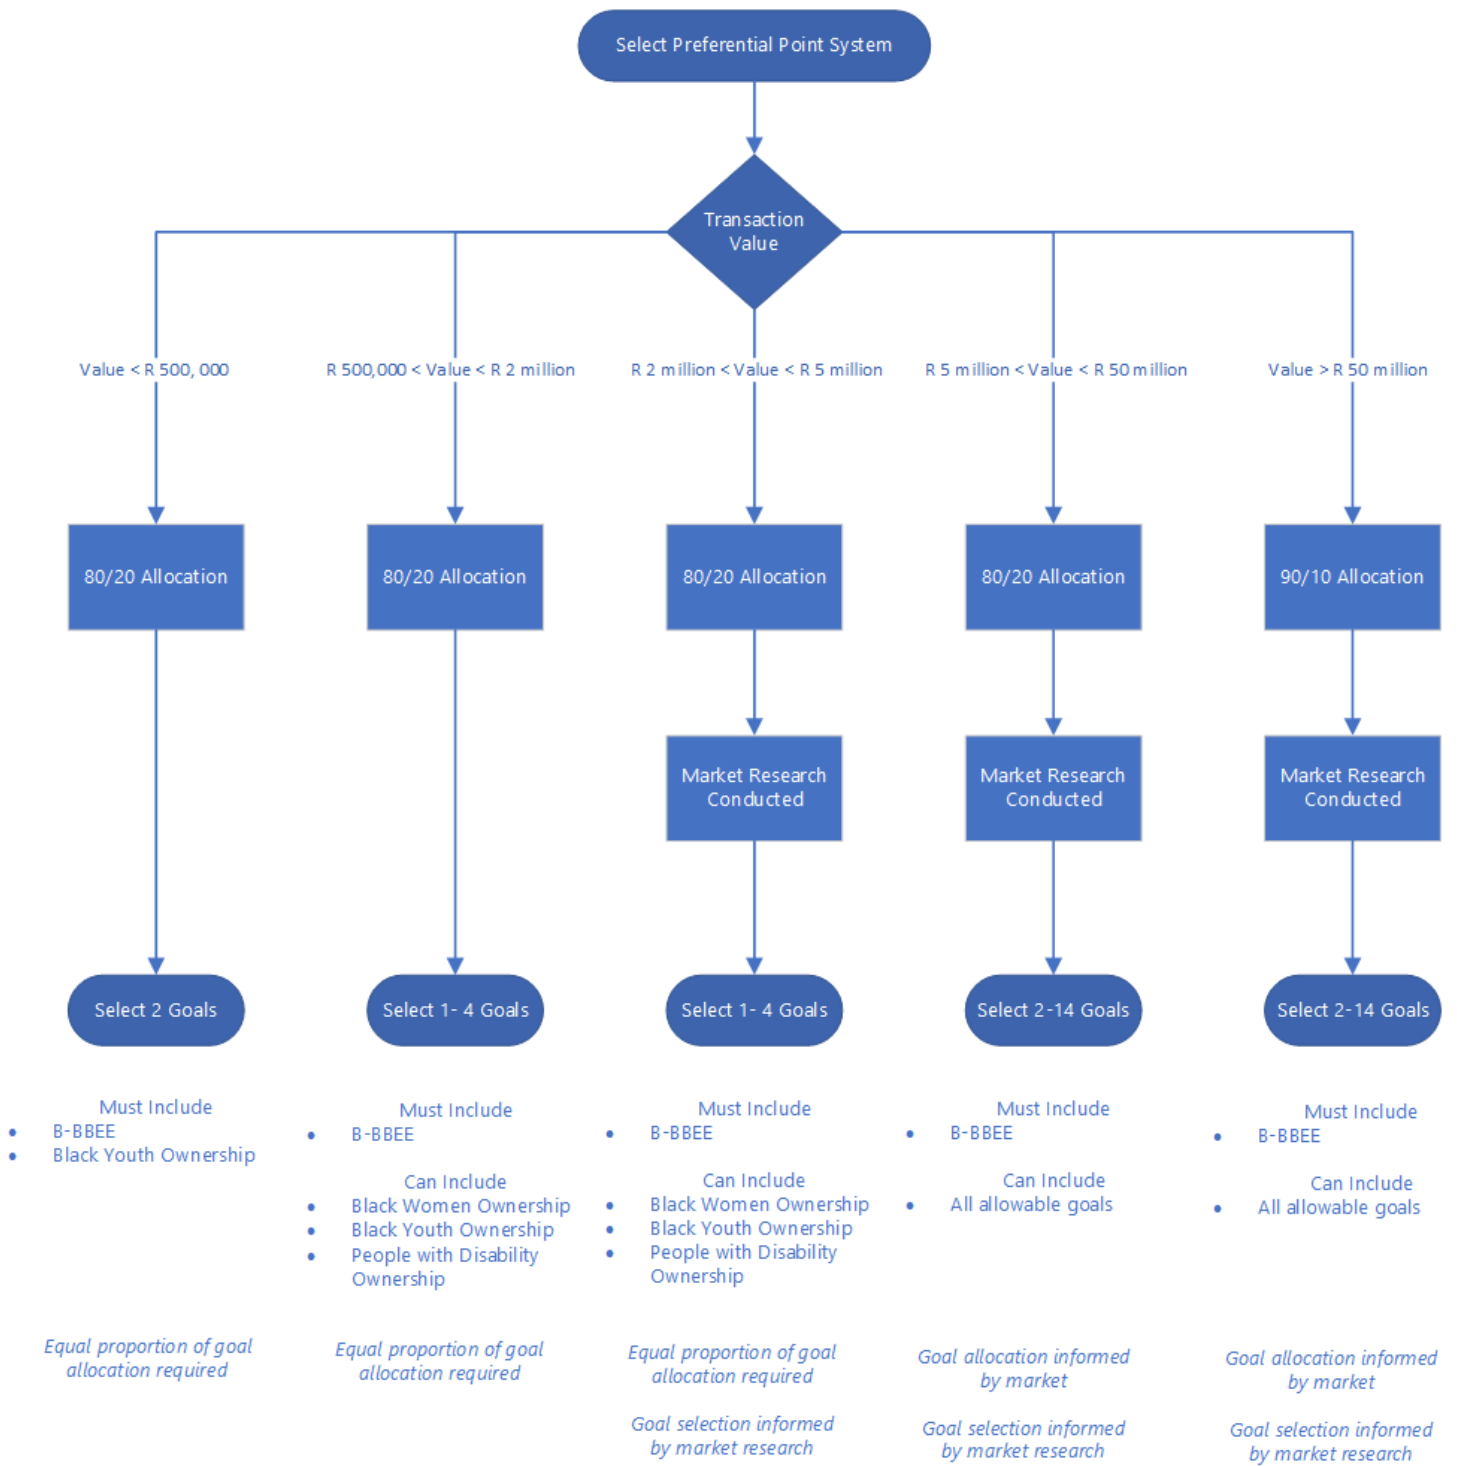 Select Preferential Point System
Transaction
Value
Value < R 500, 000
R 500,000 < Value < R 2 million
R 2 million < Value < R 5 million
R 5 million < Value < R 50 million
Value > R 50 million
80/20 Allocation
80/20 Allocation
80/20 Allocation
80/20 Allocation
90/10 Allocation
Market Research
Conducted
Market Research
Conducted
Market Research
Conducted
Select 2 Goals
Select 1- 4 Goals
Select 1- 4 Goals
Select 2-14 Goals
Select 2-14 Goals
Must Include
• B-BBEE
• Black Youth Ownership
Equal proportion of goal
allocation required
Must Include
• B-BBEE
Can Include
• Black Women Ownership
• Black Youth Ownership
• People with Disability
Ownership
Equal proportion of goal
allocation required
Must Include
• B-BBEE
Can Include
• Black Women Ownership
• Black Youth Ownership
• People with Disability
Ownership
Equal proportion of goal
allocation required
Goal selection informed
by market research
Must Include
• B-BBEE
Can Include
• All allowable goals
Goal allocation informed
by market
Goal selection informed
by market research
Must Include
• B-BBEE
Can Include
• All allowable goals
Goal allocation informed
by market
Goal selection informed
by market research